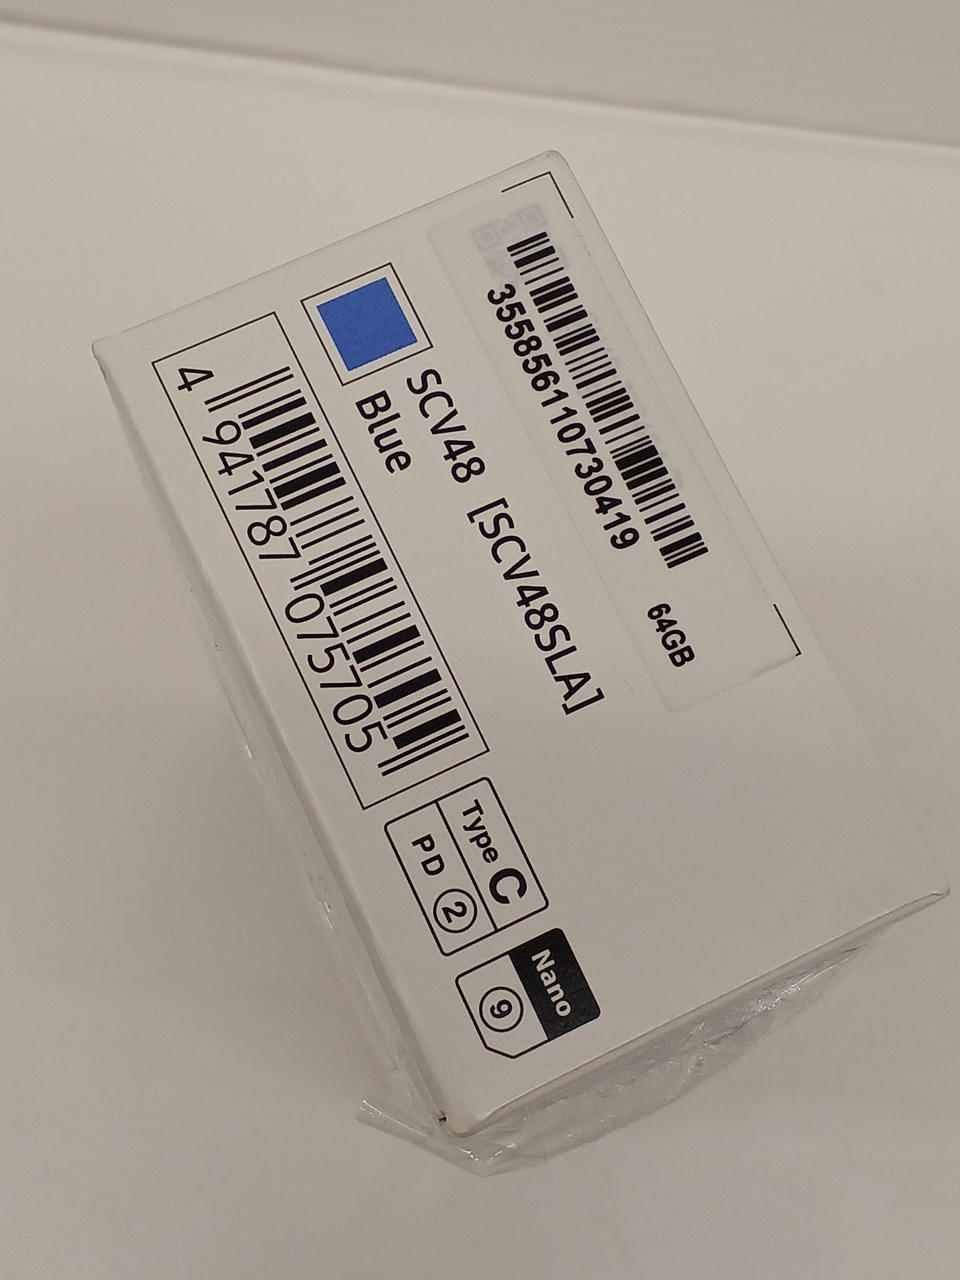 355856110730419
64GB
SCV48 [SCV48SLA]
Blue
4 941787 075705
Type C
PD 2
Nano
9